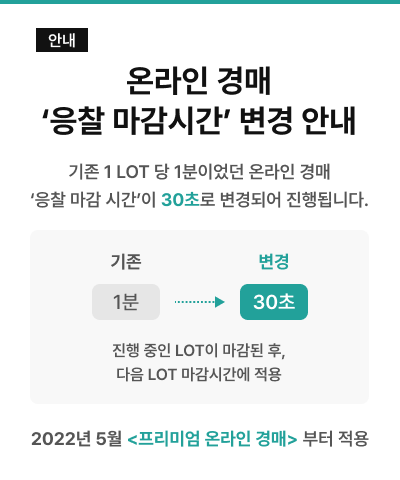 안내
온라인 경매
‘응찰 마감시간’ 변경 안내
기존 1 LOT 당 1분이었던 온라인 경매
‘응찰 마감 시간’이 30초로 변경되어 진행됩니다.
기존 변경
1분 30초
진행 중인 LOT이 마감된 후,
다음 LOT 마감시간에 적용
2022년 5월 <프리미엄 온라인 경매> 부터 적용